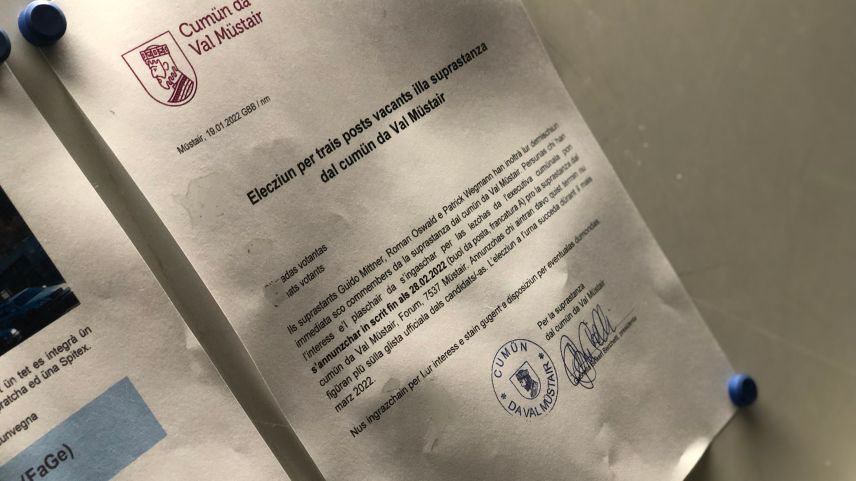 Cumün da
Val Müstair
Müstair, 19.01.2022 GBB / nm
Elecziun per trais posts vacants illa suprastanza
dal cumün da Val Müstair
adas votantas
ats votants
Ils suprastants Guido Mittner, Roman Oswald e Patrick Wegmann han inoltrà lur demischiun
immediata sco commembers da la suprastanza dal cumün da Val Müstair. Persunas chi han
l'interess e'l plaschair da s'ingaschar per las lezchas da l'executiva cumünala pon
s'annunzchar in scrit fin als 28.02.2022 (buol da posta, francatura A) pro la suprastanza dal
cumün da Val Müstair, Forum, 7537 Müstair. Annunzchas chi aintran davo quist termin nu
figüran plü sülla glista ufficiala dals candidats/-as. L'elecziun a l'urna succeda dürant il mais
marz 2022.
Nus ingrazchain per Lur interess e stain gugent a disposiziun per eventualas dumondas.
Per la suprastanza
dal cumün da Val Müstair
CUMÜN
* DA VAL MÜSTAIR *
ün tet es integrà ün
pratcha ed üna Spitex.
unvegna
(FaGe)